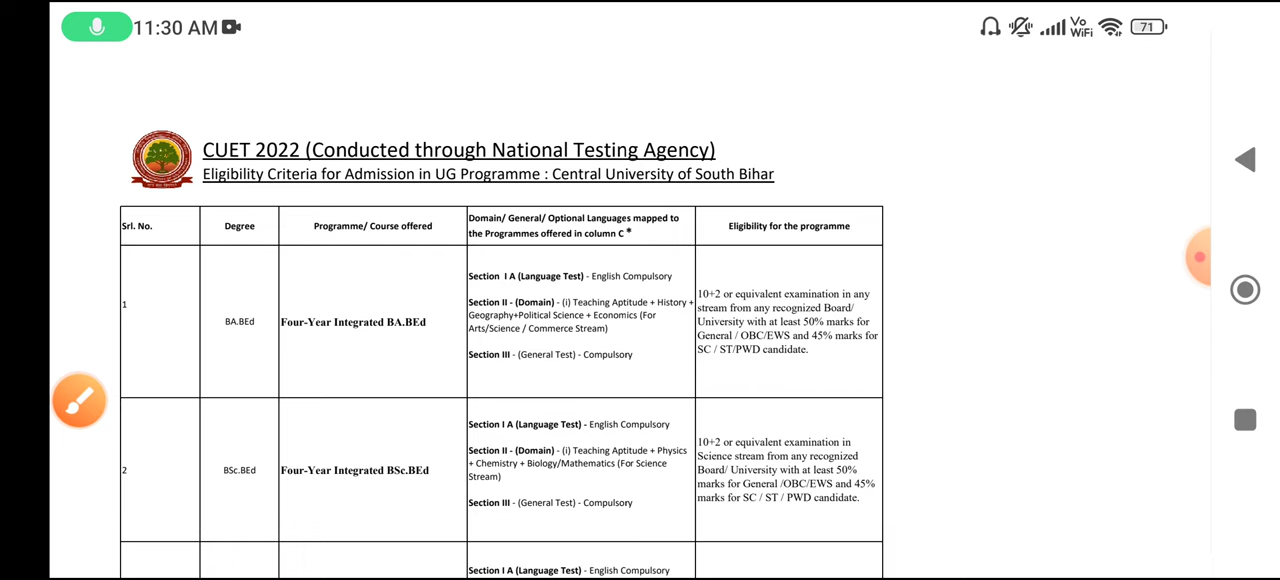 11:30 AM
Vo
WiFi
71
CUET 2022 (Conducted through National Testing Agency)
Eligibility Criteria for Admission in UG Programme : Central University of South Bihar
Srl. No.
Degree
Programme/ Course offered
Domain/ General/ Optional Languages mapped to
the Programmes offered in column C *
Eligibility for the programme
1
BA.BEd
Four-Year Integrated BA.BEd
Section I A (Language Test) - English Compulsory
Section II - (Domain) - (i) Teaching Aptitude + History +
Geography+Political Science + Economics (For
Arts/Science / Commerce Stream)
Section III - (General Test) - Compulsory
10+2 or equivalent examination in any
stream from any recognized Board/
University with at least 50% marks for
General / OBC/EWS and 45% marks for
SC / ST/PWD candidate.
2
BSc.BEd
Four-Year Integrated BSc.BEd
Section I A (Language Test) - English Compulsory
Section II - (Domain) - (i) Teaching Aptitude + Physics
+ Chemistry + Biology/Mathematics (For Science
Stream)
Section III - (General Test) - Compulsory
10+2 or equivalent examination in
Science stream from any recognized
Board/ University with at least 50%
marks for General /OBC/EWS and 45%
marks for SC / ST / PWD candidate.
Section I A (Language Test) - English Compulsory